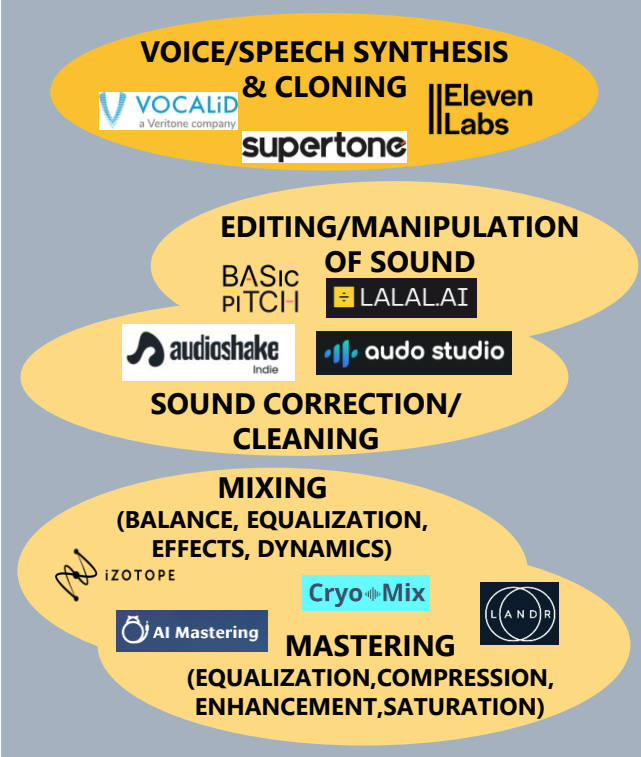 VOICE/SPEECH SYNTHESIS
& CLONING
VOCALiD
a Veritone company
||Eleven
Labs
supertone
EDITING/MANIPULATION
OF SOUND
BASic
PiTCH
LALAL.AI
audioshake
Indie
audo studio
SOUND CORRECTION/
CLEANING
MIXING
(BALANCE, EQUALIZATION,
EFFECTS, DYNAMICS)
iZOTOPE
Cryo Mix
LANDR
AI Mastering
MASTERING
(EQUALIZATION,COMPRESSION,
ENHANCEMENT,SATURATION)